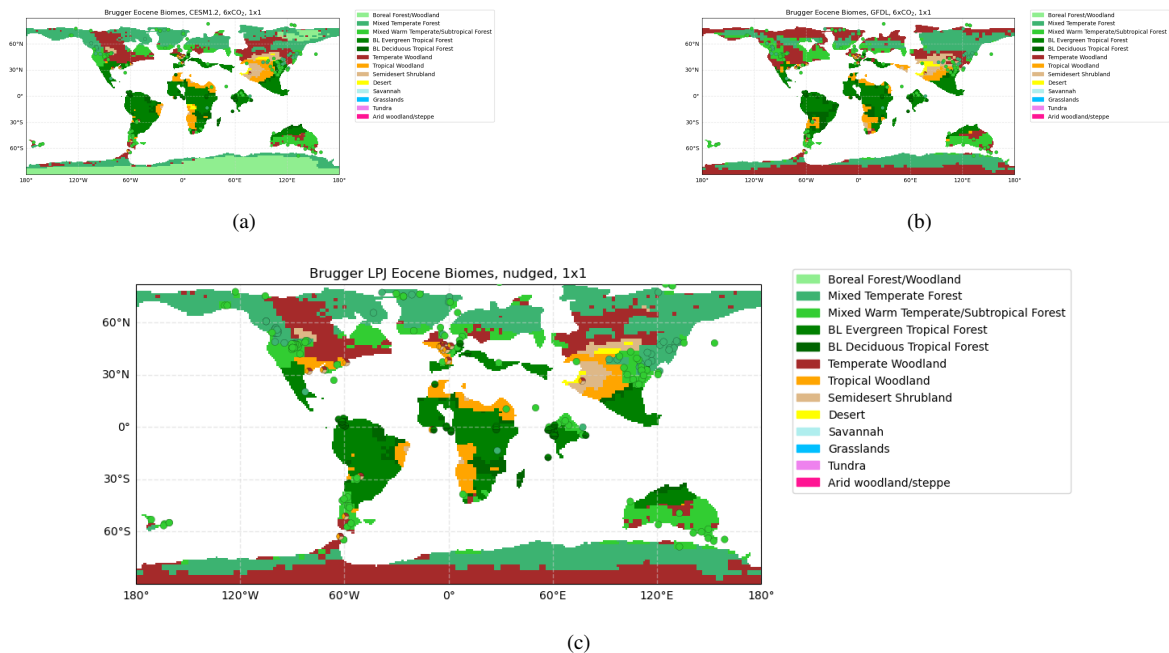 Brugger Eocene Biomes, CESM1.2, 6xCO₂, 1x1
60°N
30°N
0°
30°S
60°S
180° 120°W 60°W 0° 60°E 120°E 180°
Boreal Forest/Woodland
Mixed Temperate Forest
Mixed Warm Temperate/Subtropical Forest
BL Evergreen Tropical Forest
BL Deciduous Tropical Forest
Temperate Woodland
Tropical Woodland
Semidesert Shrubland
Desert
Savannah
Grasslands
Tundra
Arid woodland/steppe
(a)
Brugger Eocene Biomes, GFDL, 6xCO₂, 1x1
60°N
30°N
0°
30°S
60°S
180° 120°W 60°W 0° 60°E 120°E 180°
Boreal Forest/Woodland
Mixed Temperate Forest
Mixed Warm Temperate/Subtropical Forest
BL Evergreen Tropical Forest
BL Deciduous Tropical Forest
Temperate Woodland
Tropical Woodland
Semidesert Shrubland
Desert
Savannah
Grasslands
Tundra
Arid woodland/steppe
(b)
Brugger LPJ Eocene Biomes, nudged, 1x1
60°N
30°N
0°
30°S
60°S
180° 120°W 60°W 0° 60°E 120°E 180°
Boreal Forest/Woodland
Mixed Temperate Forest
Mixed Warm Temperate/Subtropical Forest
BL Evergreen Tropical Forest
BL Deciduous Tropical Forest
Temperate Woodland
Tropical Woodland
Semidesert Shrubland
Desert
Savannah
Grasslands
Tundra
Arid woodland/steppe
(c)